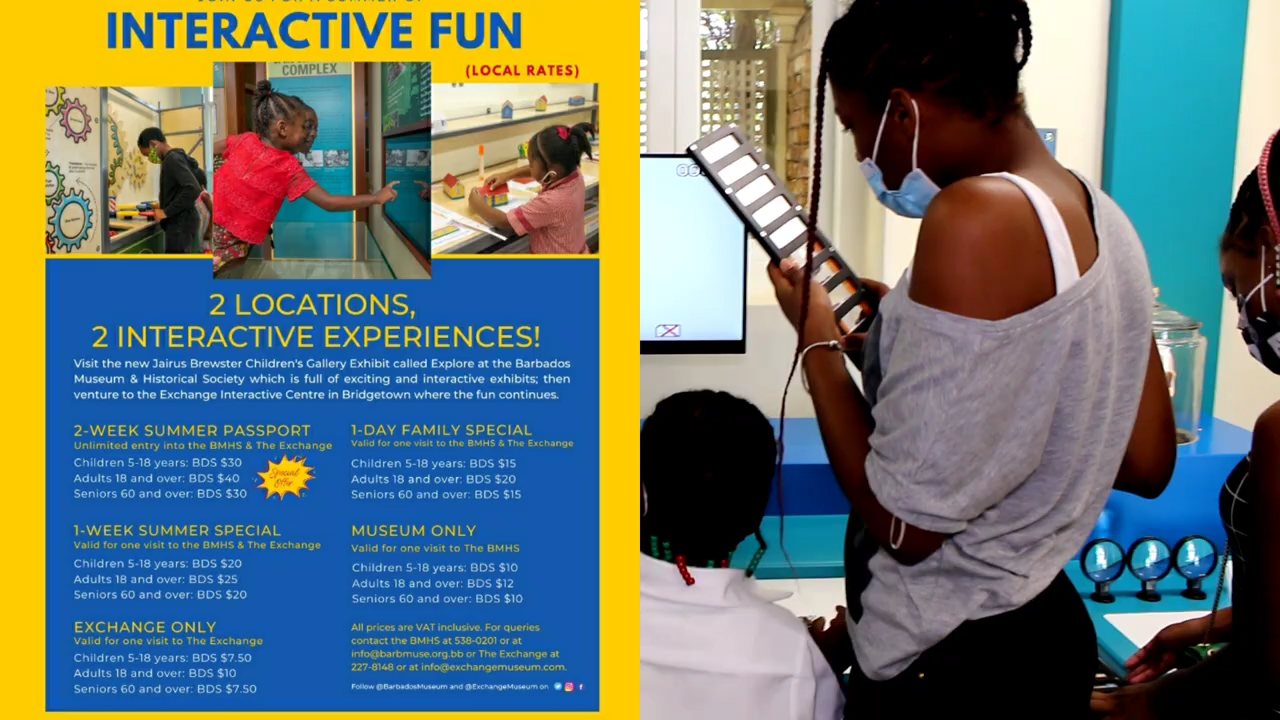 JOIN US FOR A SUMMER OF
INTERACTIVE FUN
(LOCAL RATES)
COMPLEX
2 LOCATIONS,
2 INTERACTIVE EXPERIENCES!
Visit the new Jairus Brewster Children's Gallery Exhibit called Explore at the Barbados
Museum & Historical Society which is full of exciting and interactive exhibits; then
venture to the Exchange Interactive Centre in Bridgetown where the fun continues.
2-WEEK SUMMER PASSPORT
Unlimited entry into the BMHS & The Exchange
Children 5-18 years: BDS $30
Adults 18 and over: BDS $40
Seniors 60 and over: BDS $30
Special
Offer
1-DAY FAMILY SPECIAL
Valid for one visit to the BMHS & The Exchange
Children 5-18 years: BDS $15
Adults 18 and over: BDS $20
Seniors 60 and over: BDS $15
1-WEEK SUMMER SPECIAL
Valid for one visit to the BMHS & The Exchange
Children 5-18 years: BDS $20
Adults 18 and over: BDS $25
Seniors 60 and over: BDS $20
MUSEUM ONLY
Valid for one visit to The BMHS
Children 5-18 years: BDS $10
Adults 18 and over: BDS $12
Seniors 60 and over: BDS $10
EXCHANGE ONLY
Valid for one visit to The Exchange
Children 5-18 years: BDS $7.50
Adults 18 and over: BDS $10
Seniors 60 and over: BDS $7.50
All prices are VAT inclusive. For queries
contact the BMHS at 538-0201 or at
info@barbmuse.org.bb or The Exchange at
227-8148 or at info@exchangemuseum.com.
Follow @BarbadosMuseum and @ExchangeMuseum on